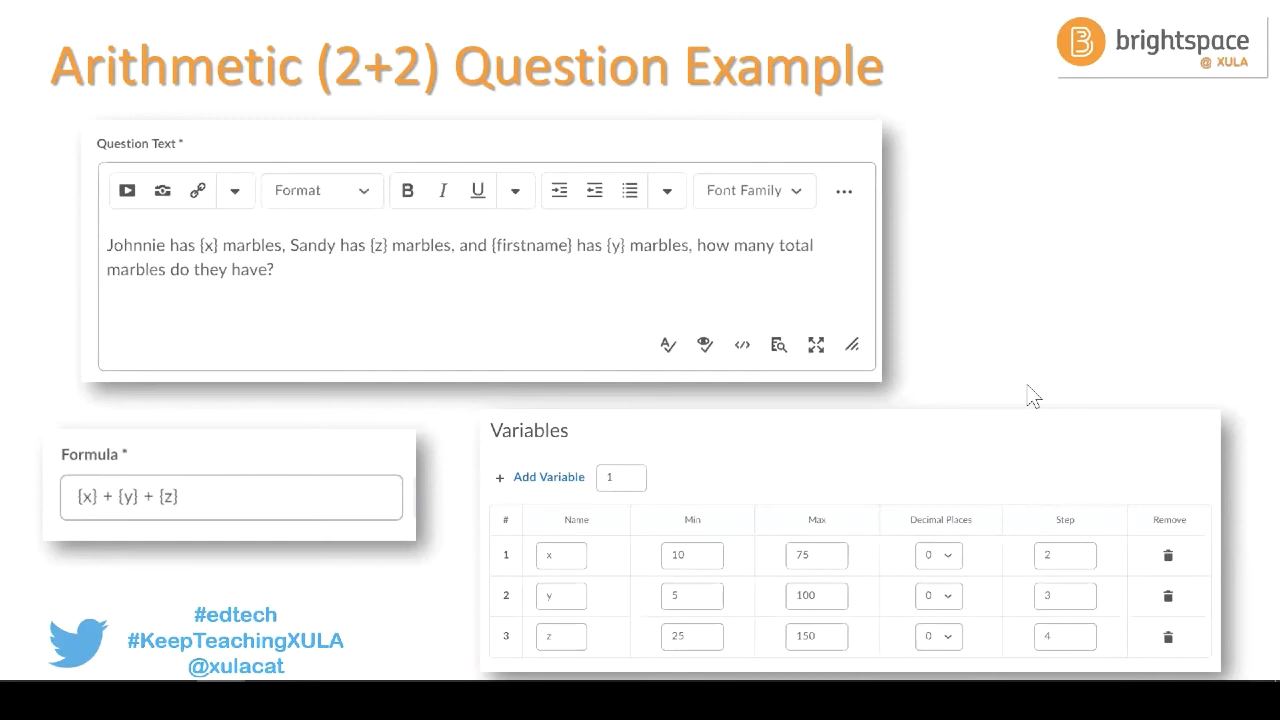 Arithmetic (2+2) Question Example
brightspace
@ XULA
Question Text *
Format
B I U
Font Family
Johnnie has {x} marbles, Sandy has {z} marbles, and {firstname} has {y} marbles, how many total
marbles do they have?
Formula *
{x} + {y} + {z}
Variables
+ Add Variable 1
# Name Min Max Decimal Places Step Remove
1 x 10 75 0 2
2 y 5 100 0 3
3 z 25 150 0 4
#edtech
#KeepTeachingXULA
@xulacat